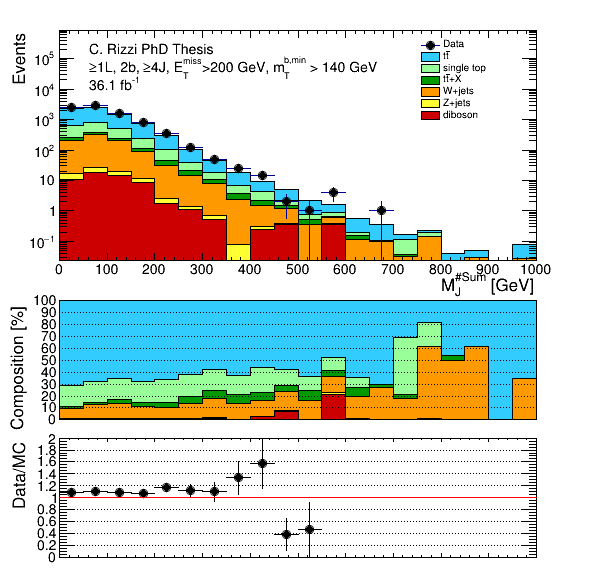 C. Rizzi PhD Thesis
≥1L, 2b, ≥4J, E_T^miss>200 GeV, m_T^b,min > 140 GeV
36.1 fb⁻¹
Data
tt̄
single top
tt̄+X
W+jets
Z+jets
diboson
Events
10⁵
10⁴
10³
10²
10
1
10⁻¹
0 100 200 300 400 500 600 700 800 900 1000
M_J^#Sum [GeV]
Composition [%]
100
90
80
70
60
50
40
30
20
10
0
Data/MC
2
1.8
1.6
1.4
1.2
1
0.8
0.6
0.4
0.2
0